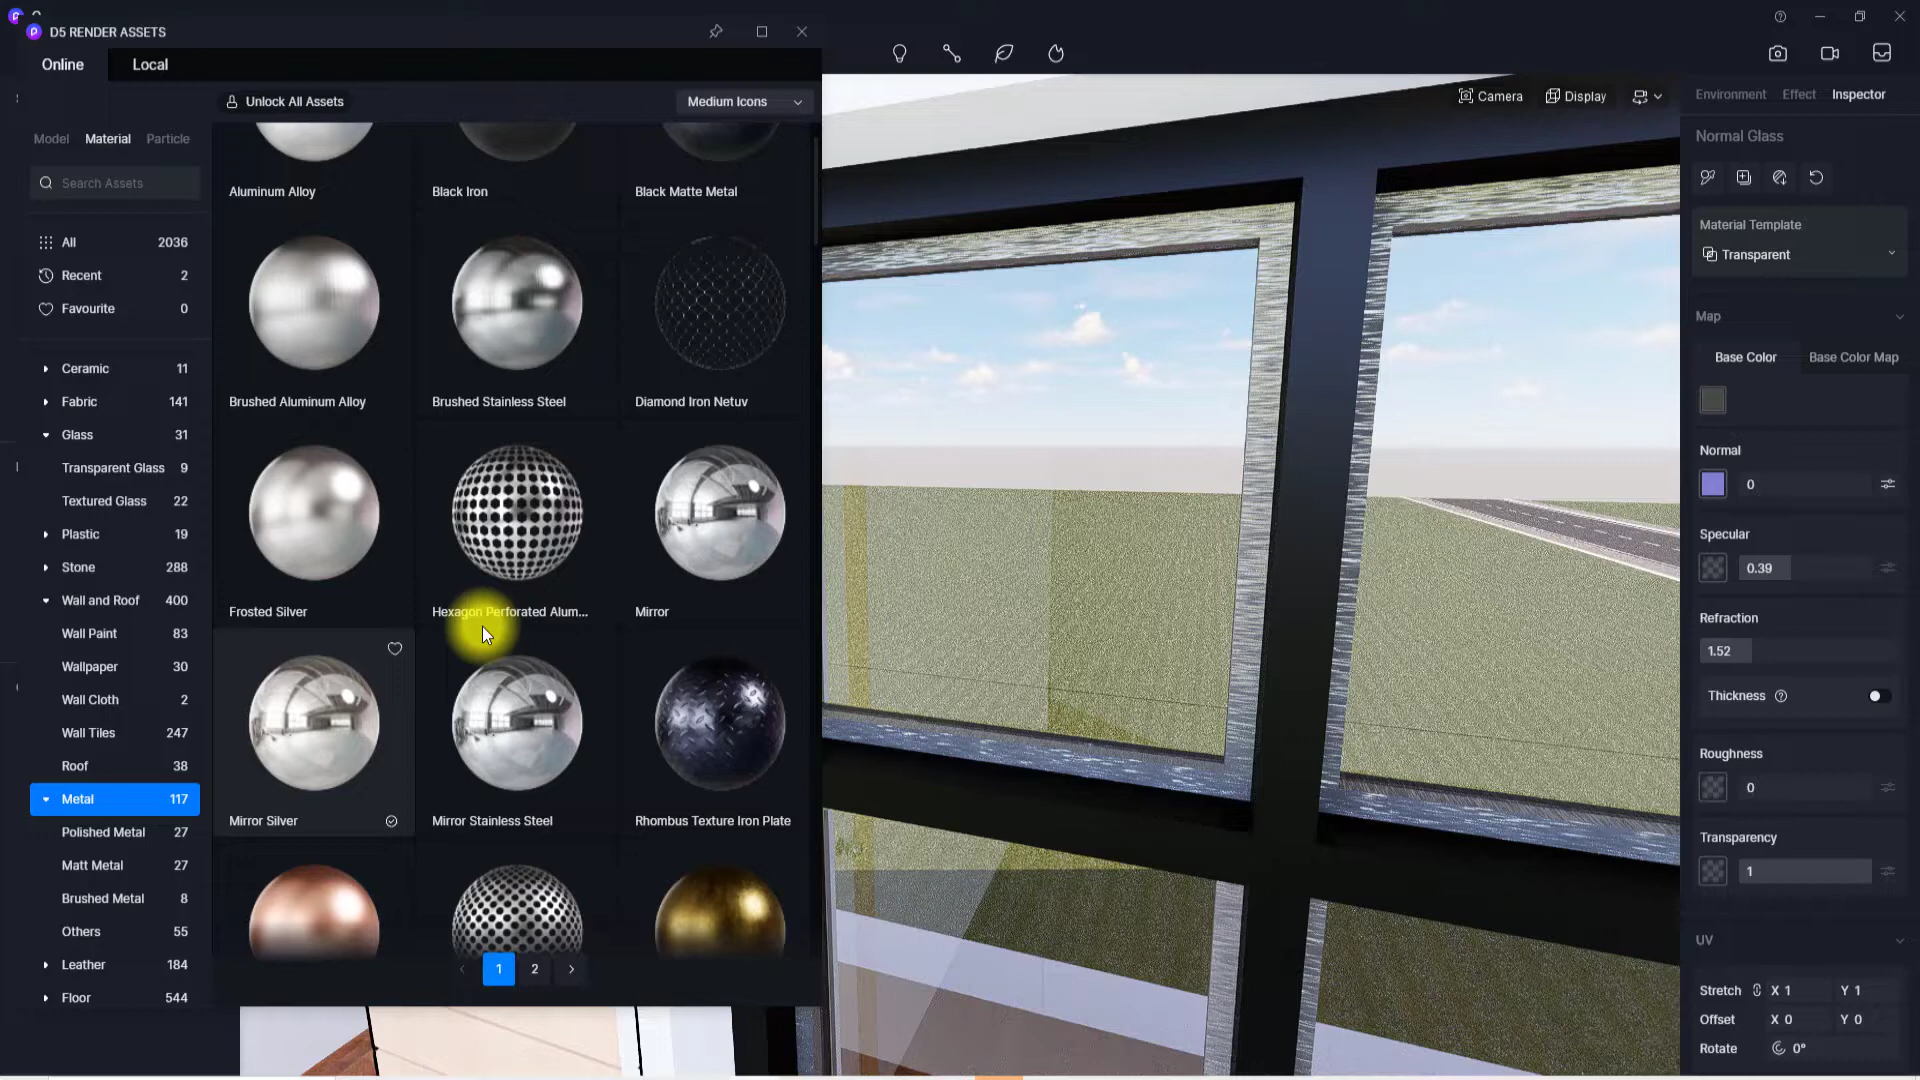 D5 RENDER ASSETS
Online Local
Unlock All Assets Medium Icons
Model Material Particle
Search Assets
All 2036
Recent 2
Favourite 0
Ceramic 11
Fabric 141
Glass 31
Transparent Glass 9
Textured Glass 22
Plastic 19
Stone 288
Wall and Roof 400
Wall Paint 83
Wallpaper 30
Wall Cloth 2
Wall Tiles 247
Roof 38
Metal 117
Polished Metal 27
Matt Metal 27
Brushed Metal 8
Others 55
Leather 184
Floor 544
Aluminum Alloy Black Iron Black Matte Metal
Brushed Aluminum Alloy Brushed Stainless Steel Diamond Iron Netuv
Frosted Silver Hexagon Perforated Alum... Mirror
Mirror Silver Mirror Stainless Steel Rhombus Texture Iron Plate
1 2
Camera Display
Environment Effect Inspector
Normal Glass
Material Template
Transparent
Map
Base Color Base Color Map
Normal
0
Specular
0.39
Refraction
1.52
Thickness
Roughness
0
Transparency
1
UV
Stretch X 1 Y 1
Offset X 0 Y 0
Rotate 0°